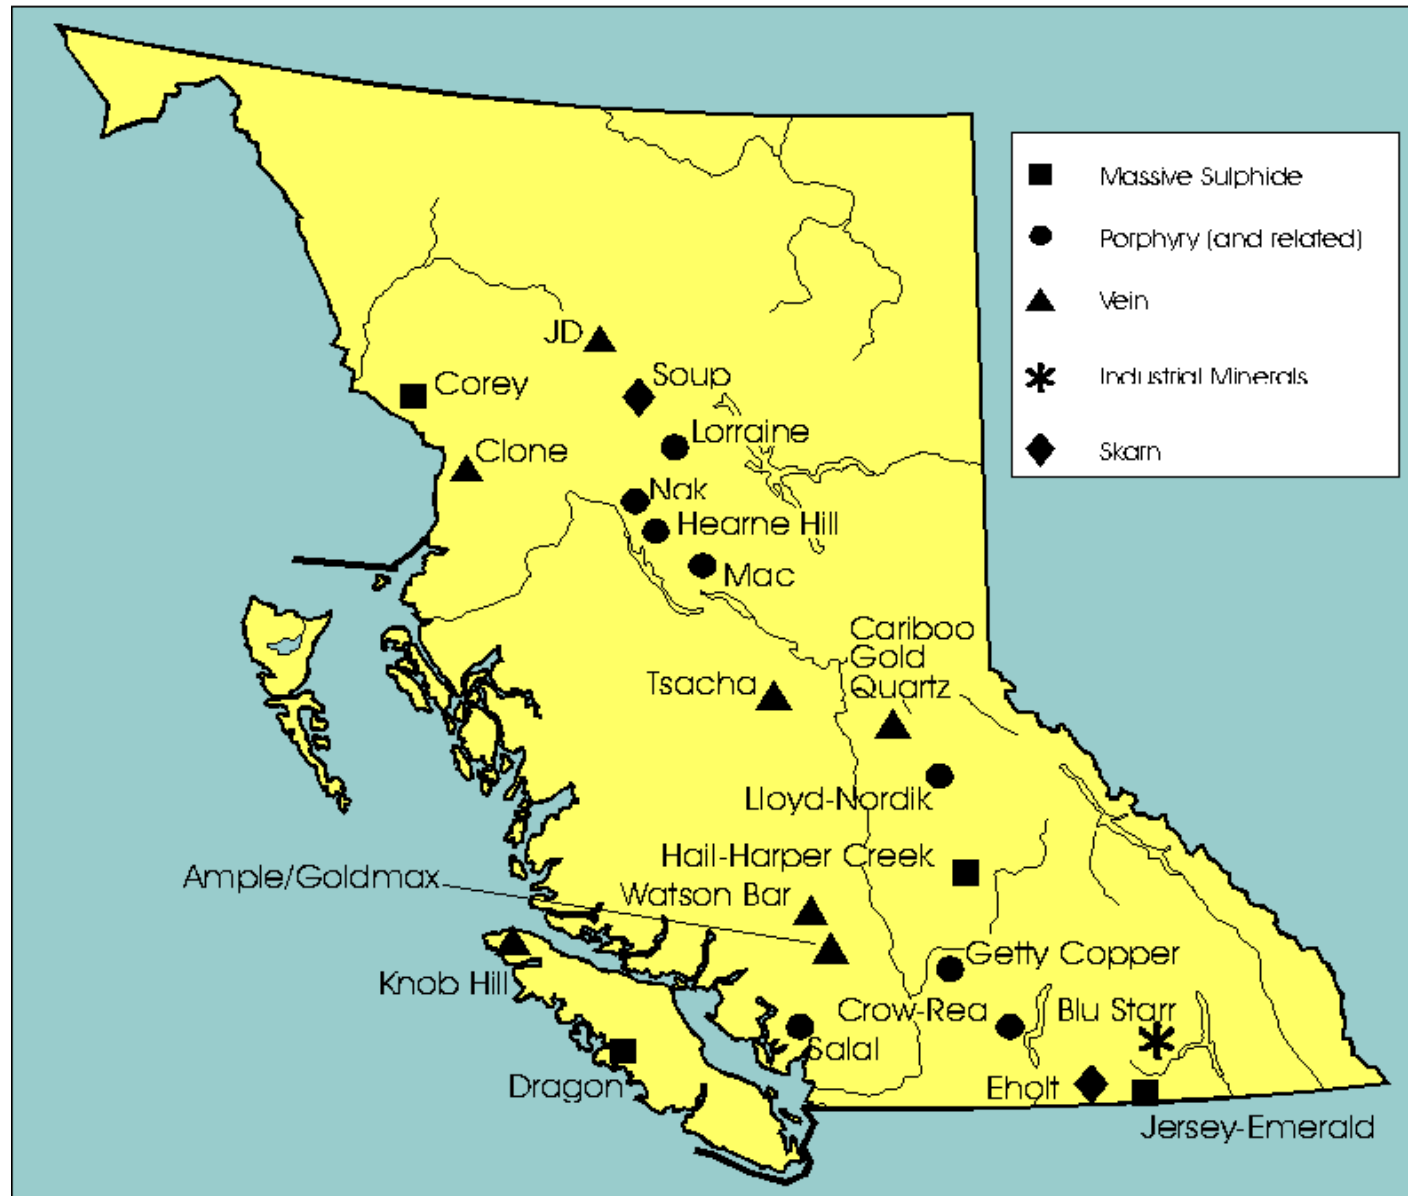 Massive Sulphide
Porphyry (and related)
Vein
Industrial Minerals
Skarn
JD
Soup
Corey
Lorraine
Clone
Nak
Hearne Hill
Mac
Cariboo
Gold
Quartz
Tsacha
Lloyd-Nordik
Hail-Harper Creek
Ample/Goldmax
Watson Bar
Getty Copper
Knob Hill
Crow-Rea
Blu Starr
Salal
Dragon
Eholt
Jersey-Emerald